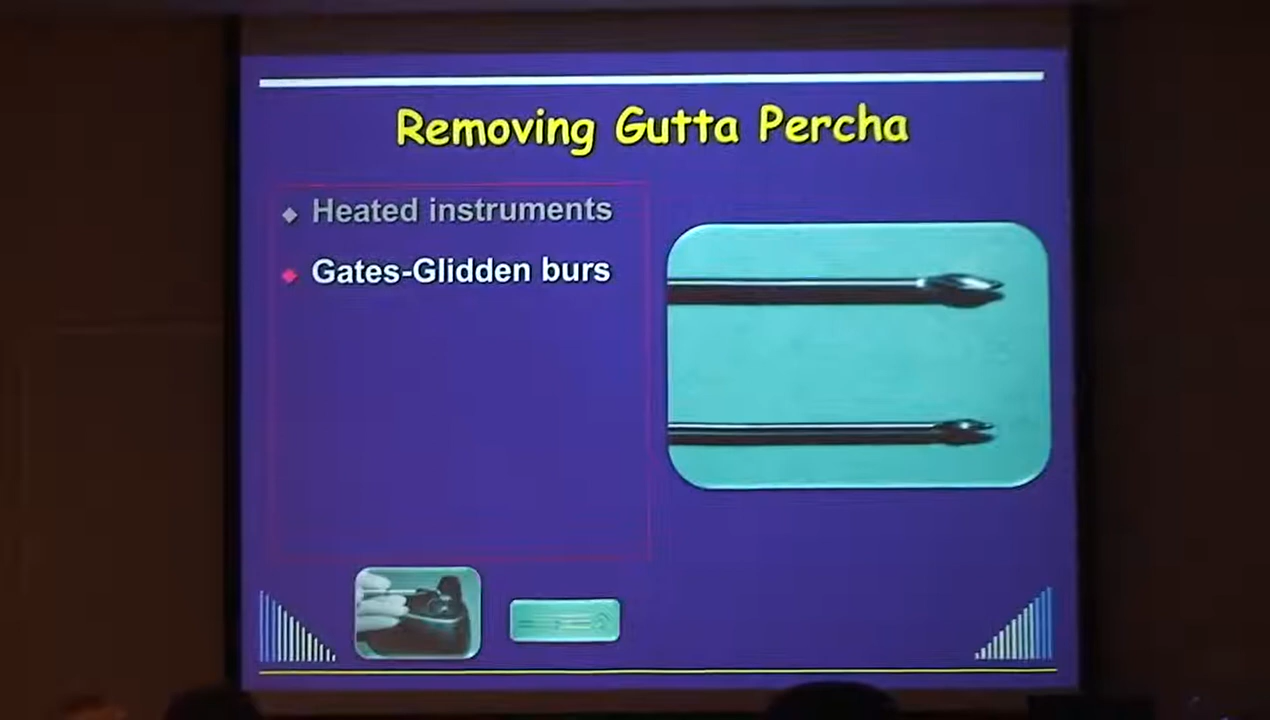 Removing Gutta Percha
Heated instruments
Gates-Glidden burs